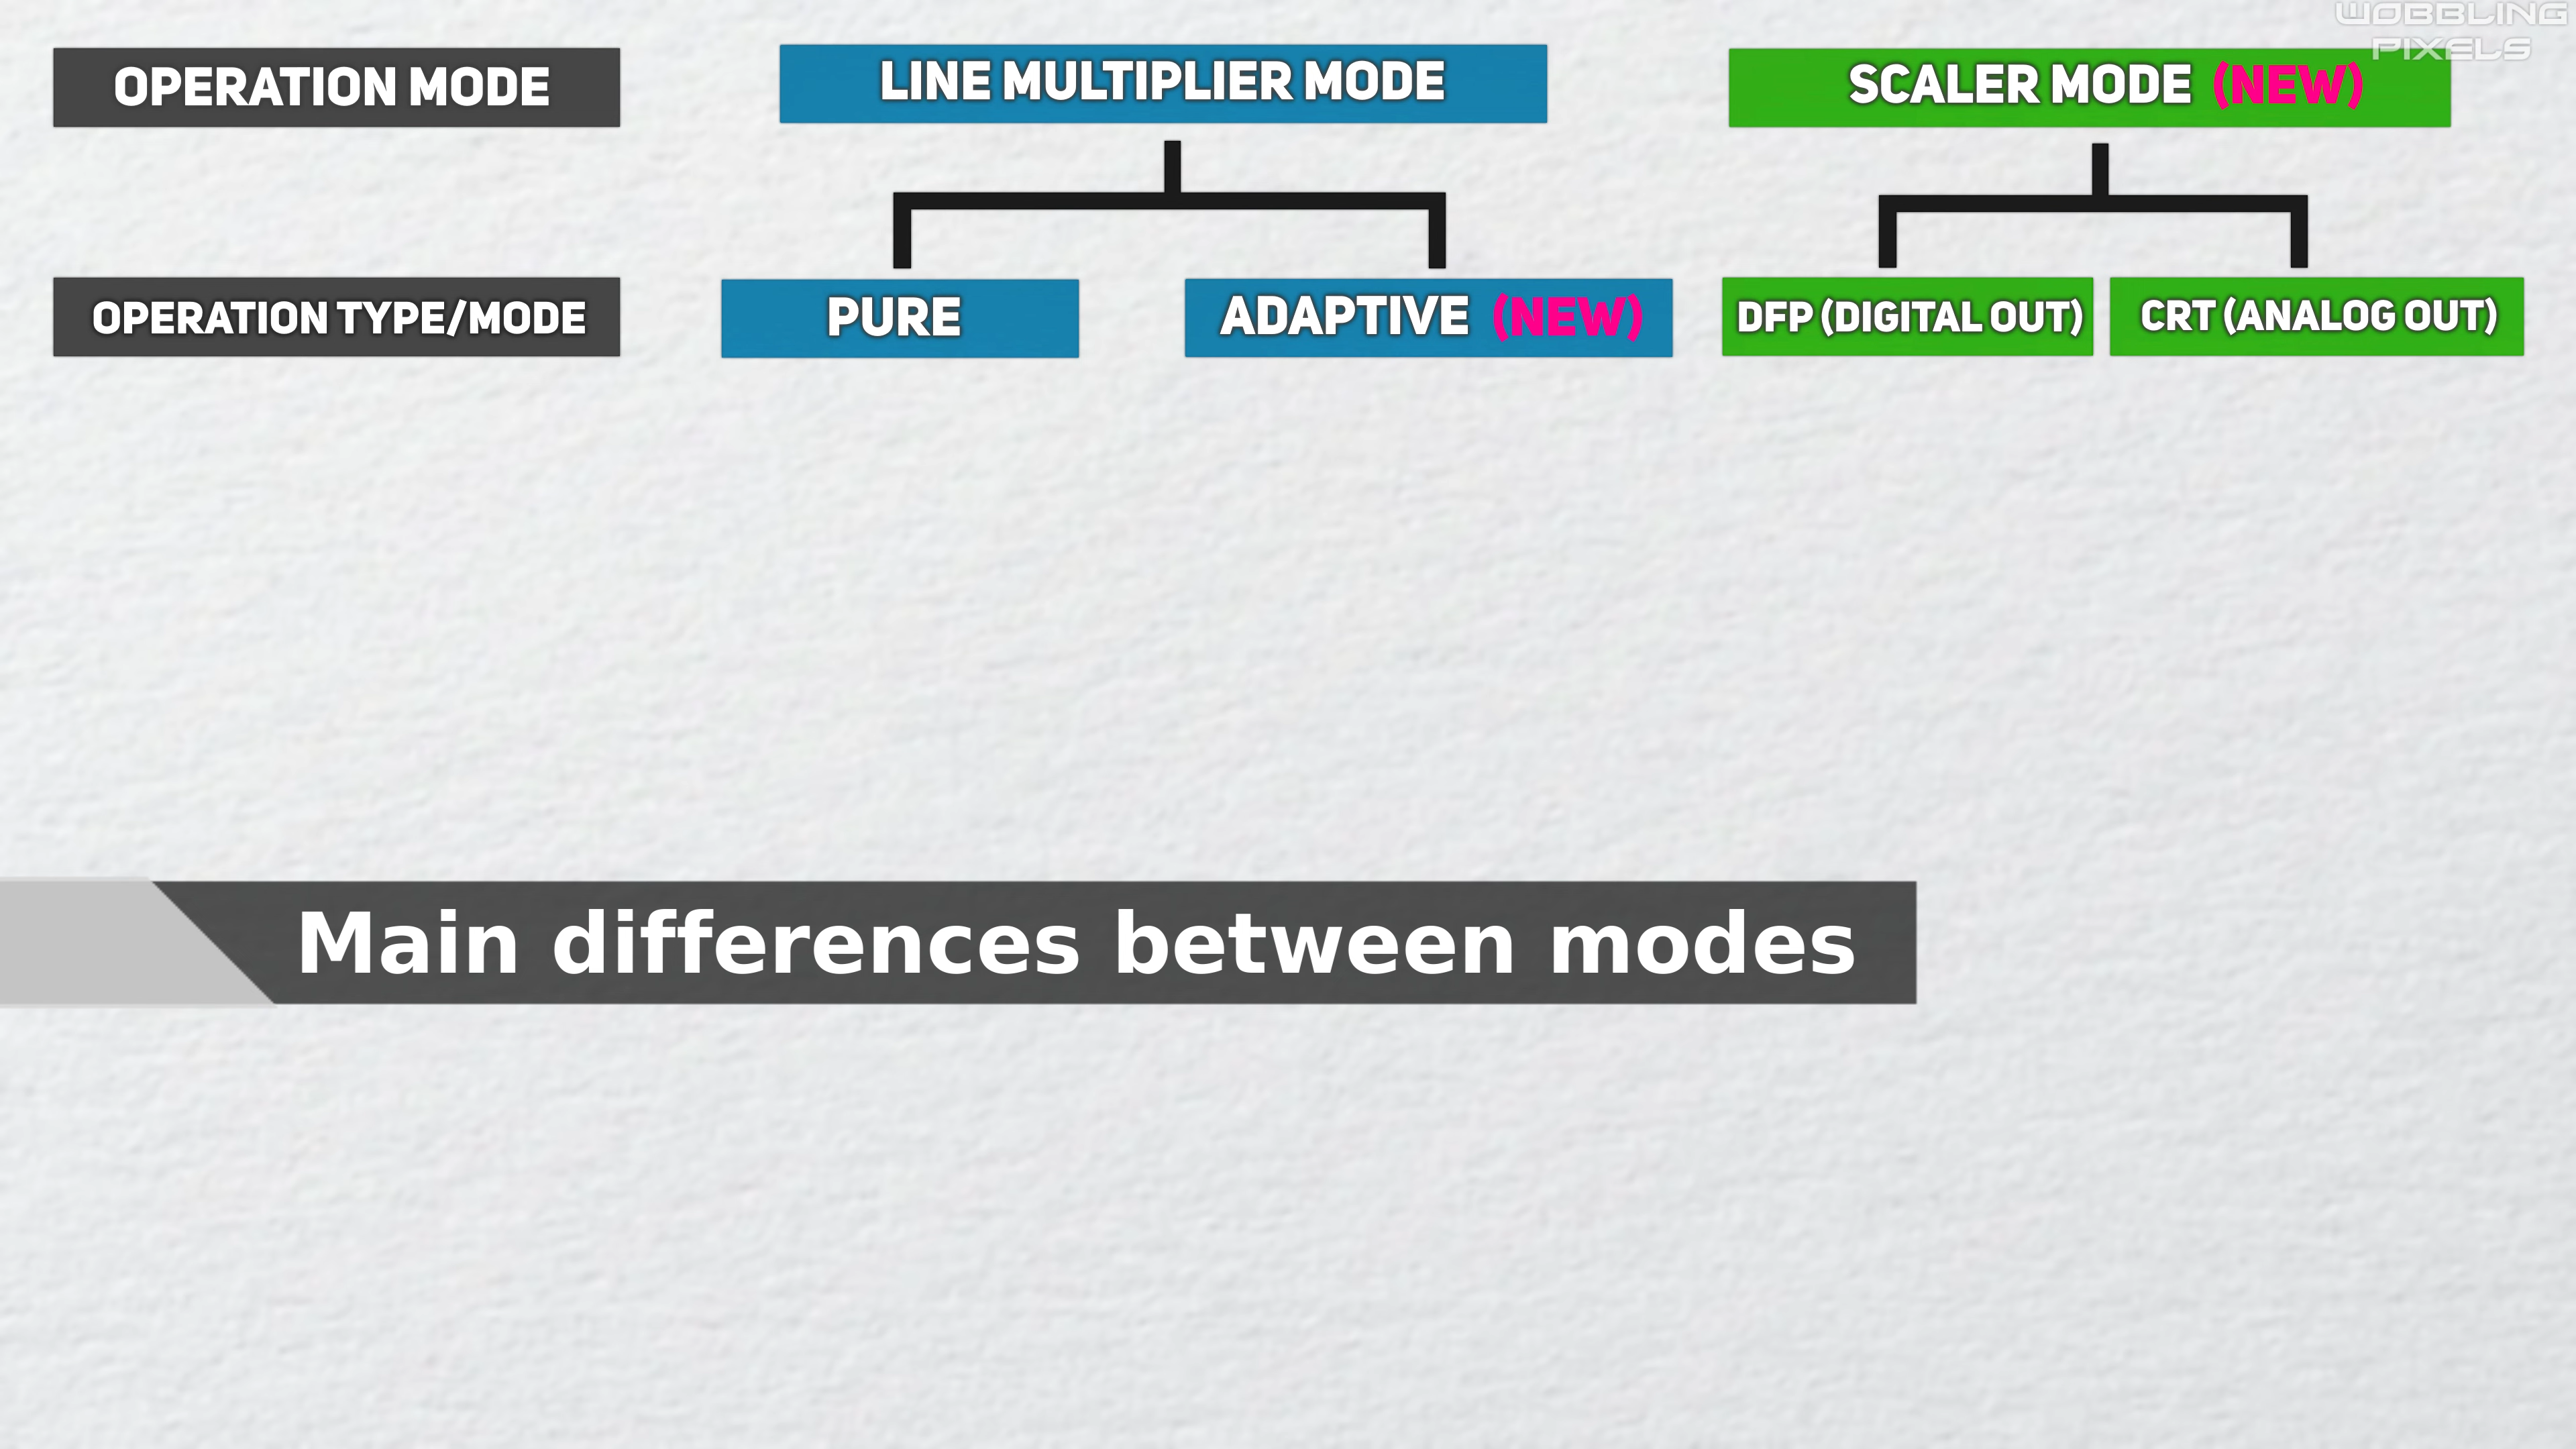 WOBBLING
PIXELS
OPERATION MODE
LINE MULTIPLIER MODE
SCALER MODE (NEW)
OPERATION TYPE/MODE
PURE
ADAPTIVE (NEW)
DFP (DIGITAL OUT)
CRT (ANALOG OUT)
Main differences between modes